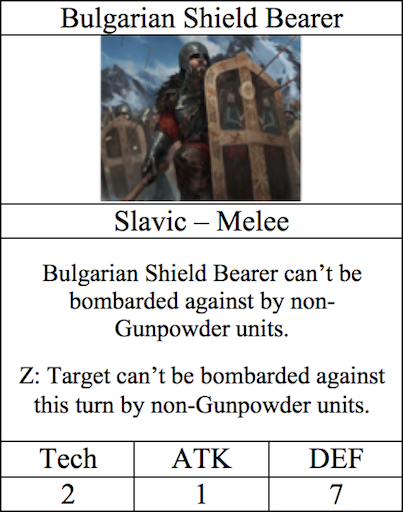 Bulgarian Shield Bearer
Slavic – Melee
Bulgarian Shield Bearer can’t be
bombarded against by non-
Gunpowder units.
Z: Target can’t be bombarded against
this turn by non-Gunpowder units.
Tech ATK DEF
2 1 7